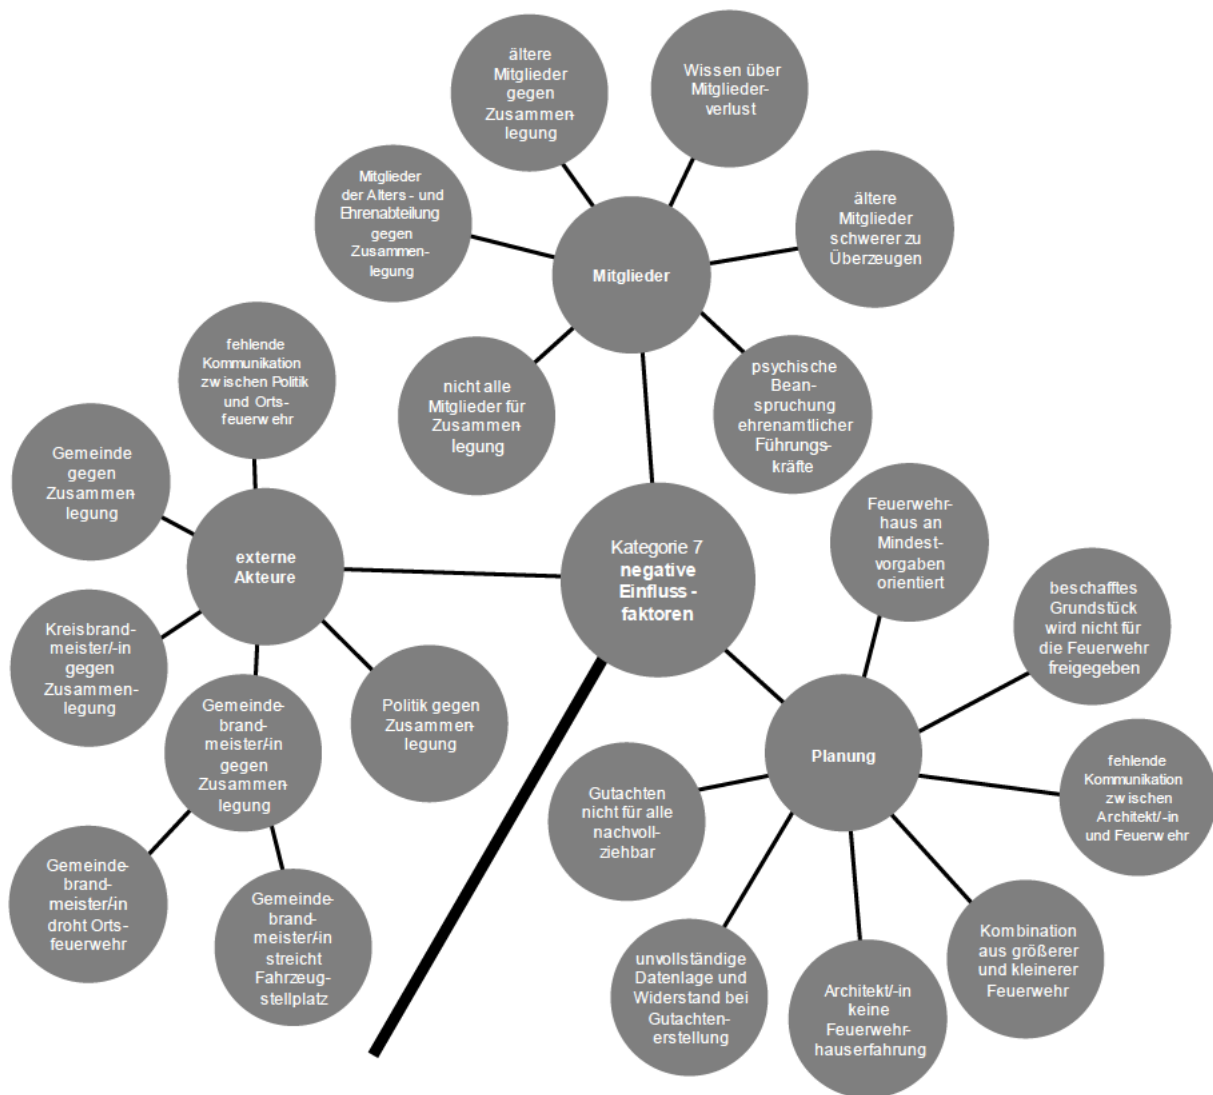 ältere
Mitglieder
gegen
Zusammen-
legung
Wissen über
Mitglieder-
verlust
Mitglieder
der Alters - und
Ehrenabteilung
gegen
Zusammen-
legung
ältere
Mitglieder
schwerer zu
Überzeugen
Mitglieder
nicht alle
Mitglieder für
Zusammen-
legung
psychische
Bean-
spruchung
ehrenamtlicher
Führungs-
kräfte
fehlende
Kommunikation
zwischen Politik
und Orts-
feuerwehr
Gemeinde
gegen
Zusammen-
legung
externe
Akteure
Kategorie 7
negative
Einfluss -
faktoren
Feuerwehr-
haus an
Mindest-
vorgaben
orientiert
beschafftes
Grundstück
wird nicht für
die Feuerwehr
freigegeben
Kreisbrand-
meister/-in
gegen
Zusammen-
legung
Gemeinde-
brand-
meister/-in
gegen
Zusammen-
legung
Politik gegen
Zusammen-
legung
Planung
Gutachten
nicht für alle
nachvoll-
ziehbar
fehlende
Kommunikation
zwischen
Architekt/-in
und Feuerwehr
Gemeinde-
brand-
meister/-in
droht Orts-
feuerwehr
Gemeinde-
brand-
meister/-in
streicht
Fahrzeug-
stellplatz
unvollständige
Datenlage und
Widerstand bei
Gutachten-
erstellung
Architekt/-in
keine
Feuerwehr-
hauserfahrung
Kombination
aus größerer
und kleinerer
Feuerwehr